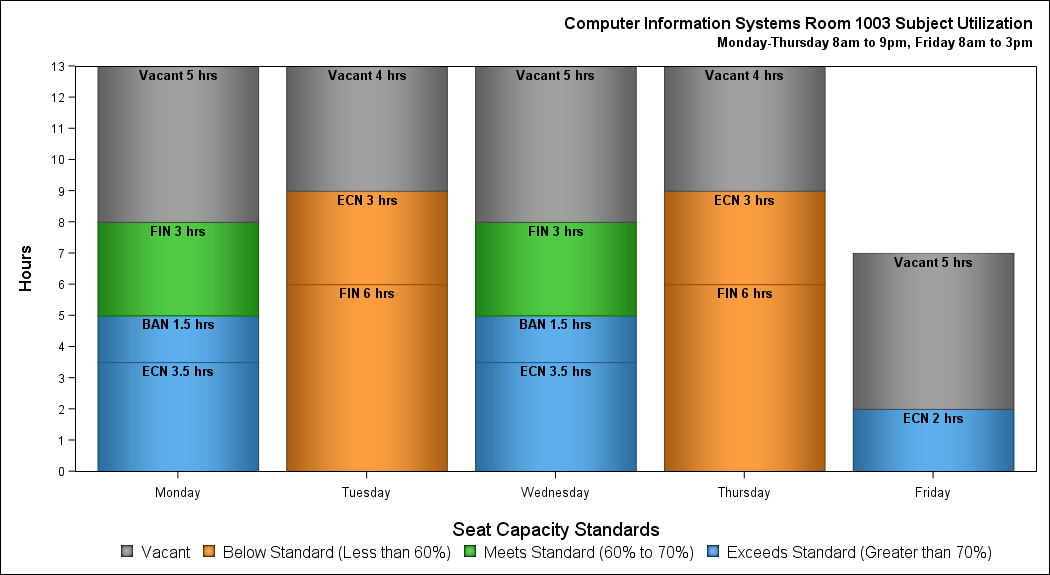 Computer Information Systems Room 1003 Subject Utilization
Monday-Thursday 8am to 9pm, Friday 8am to 3pm
Hours
13
12
11
10
9
8
7
6
5
4
3
2
1
0
Vacant 5 hrs
FIN 3 hrs
BAN 1.5 hrs
ECN 3.5 hrs
Vacant 4 hrs
ECN 3 hrs
FIN 6 hrs
Vacant 5 hrs
FIN 3 hrs
BAN 1.5 hrs
ECN 3.5 hrs
Vacant 4 hrs
ECN 3 hrs
FIN 6 hrs
Vacant 5 hrs
ECN 2 hrs
Monday Tuesday Wednesday Thursday Friday
Seat Capacity Standards
Vacant Below Standard (Less than 60%) Meets Standard (60% to 70%) Exceeds Standard (Greater than 70%)